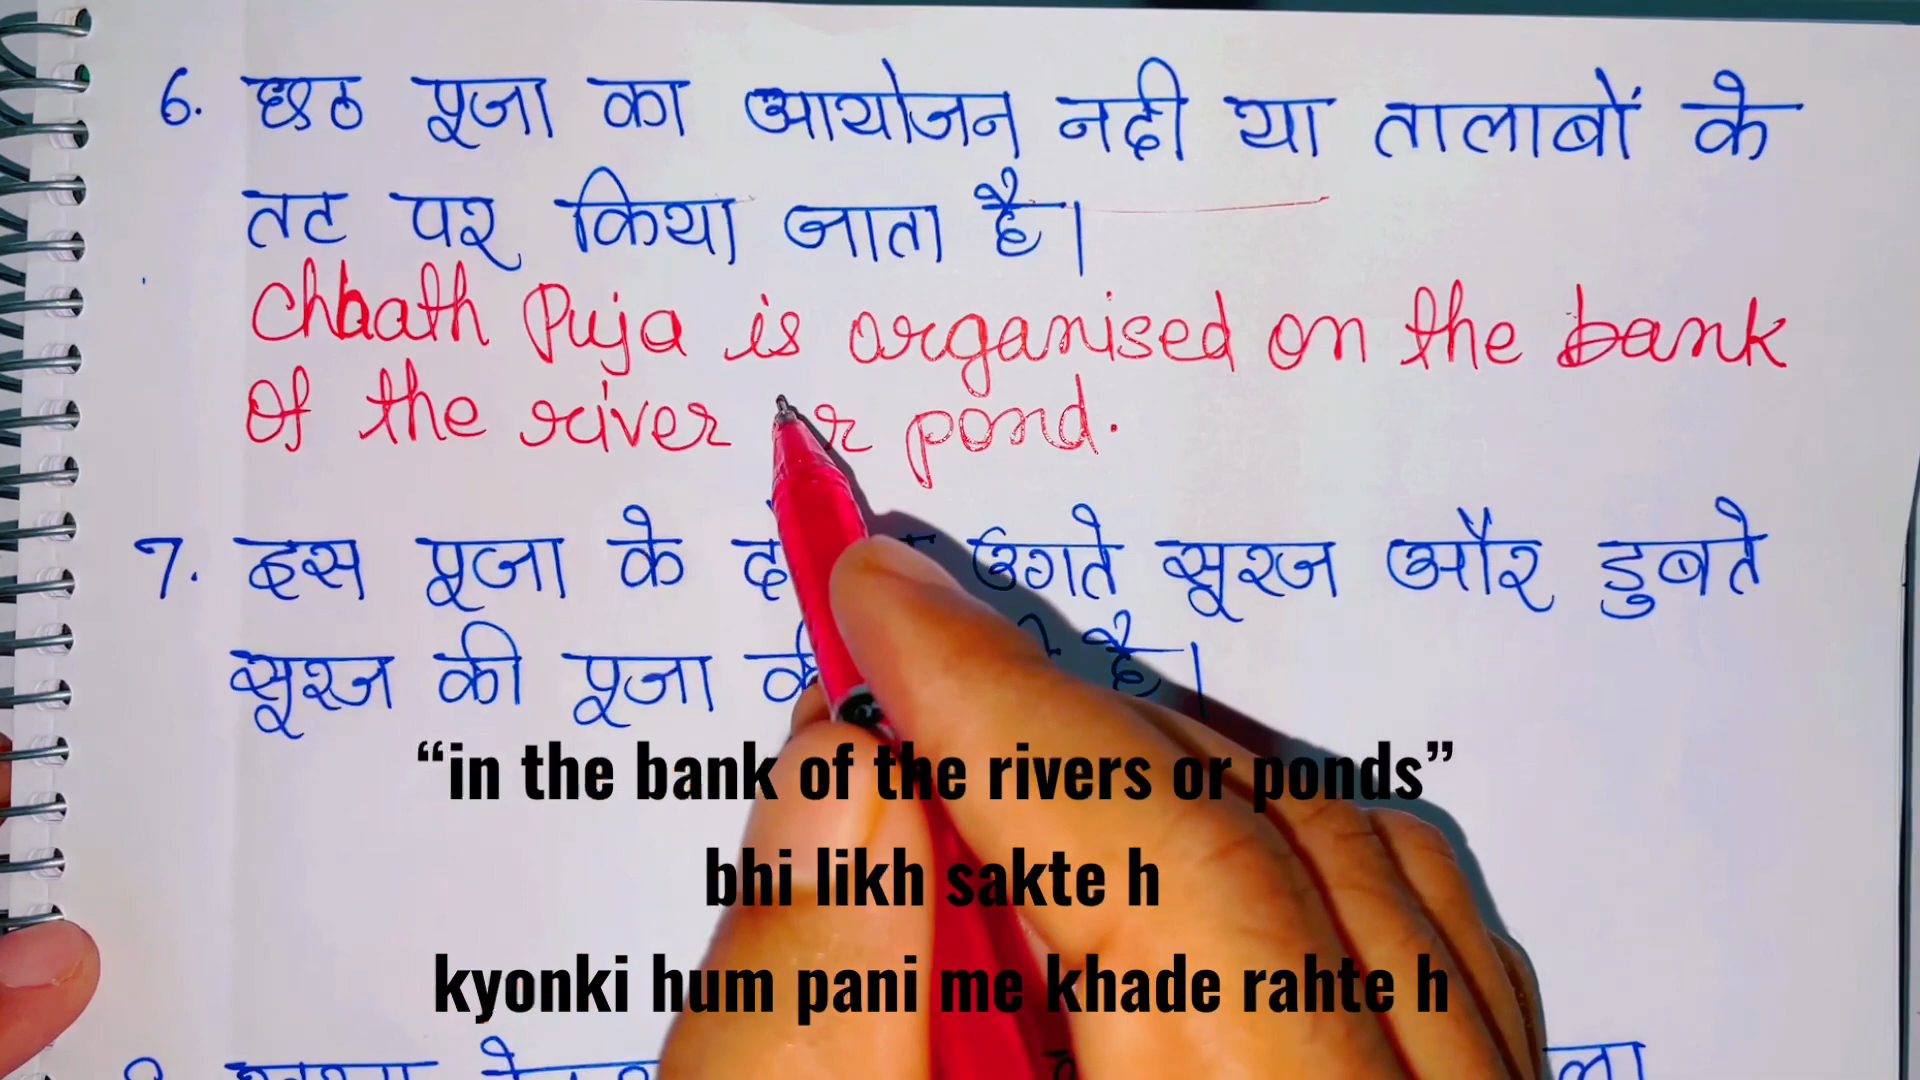 6. छठ पूजा का आयोजन नदी या तालाबों के
तट पर किया जाता है।
Chhath Puja is organised on the bank
of the river or pond.
7. इस पूजा के उगते सूरज और डुबते
सूरज की पूजा है।
“in the bank of the rivers or ponds”
bhi likh sakte h
kyonki hum pani me khade rahte h